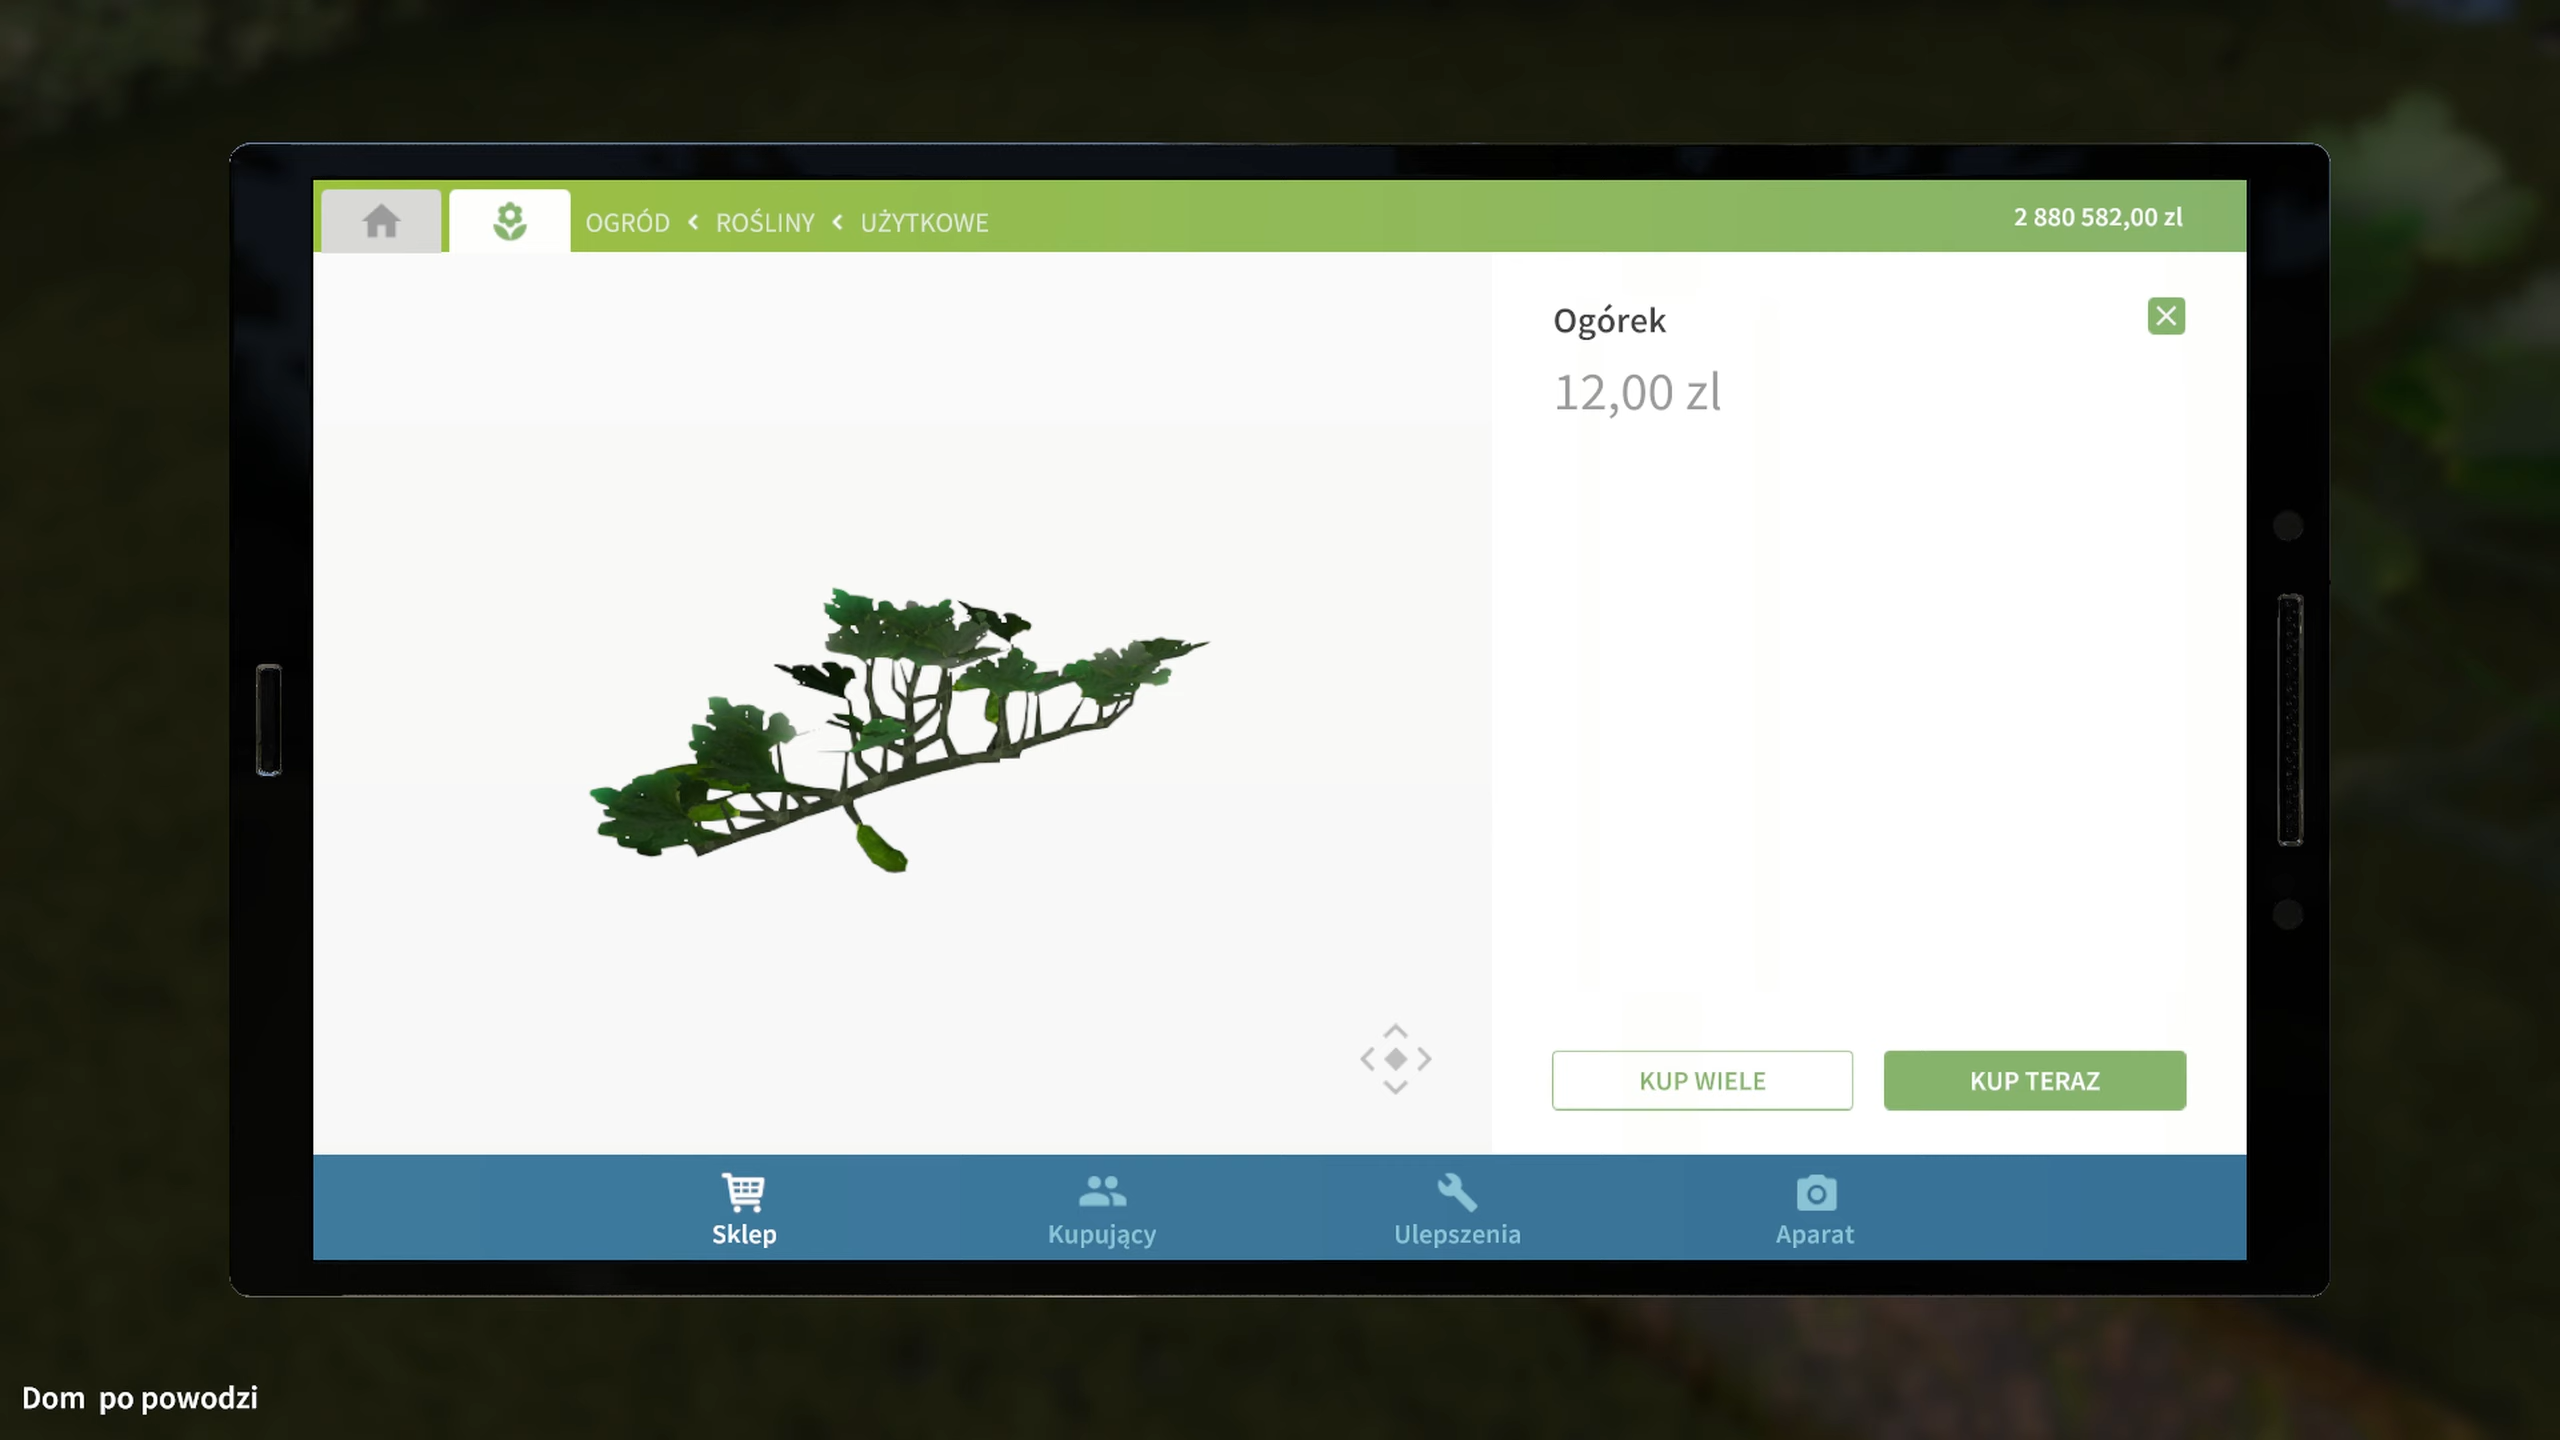 OGRÓD < ROŚLINY < UŻYTKOWE
2 880 582,00 zl
Ogórek
12,00 zl
KUP WIELE
KUP TERAZ
Sklep
Kupujący
Ulepszenia
Aparat
Dom po powodzi